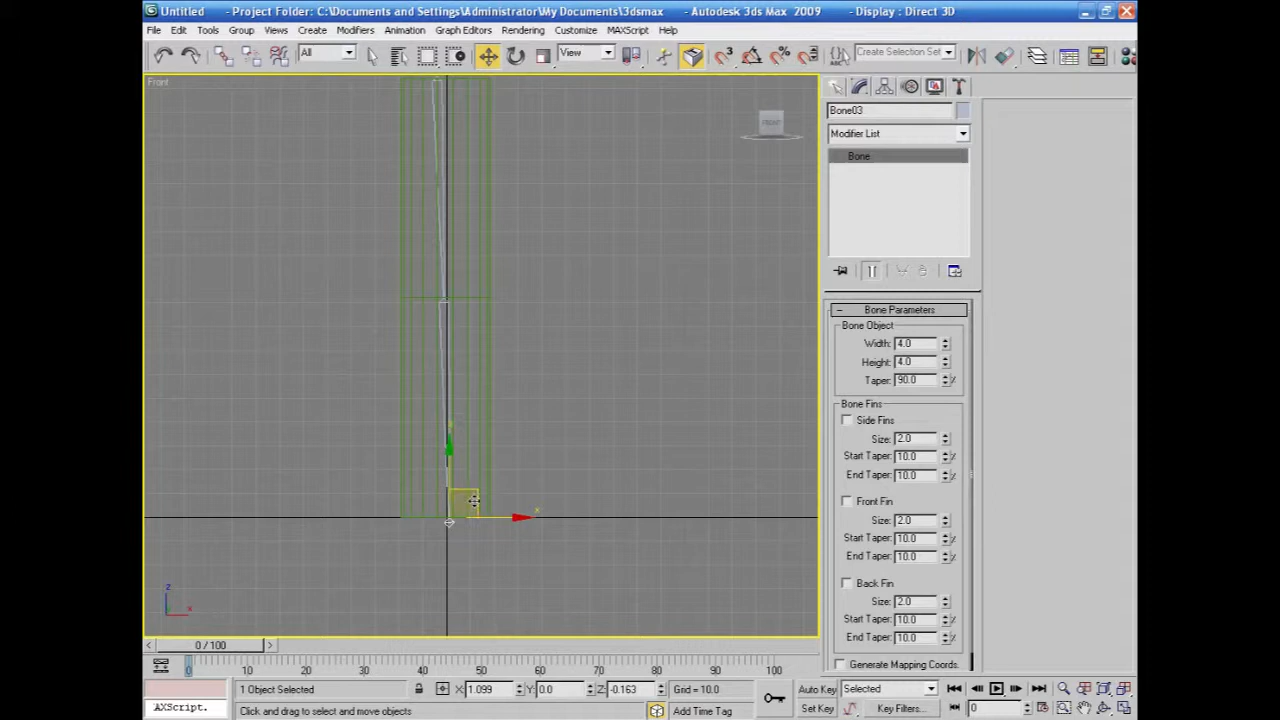 Untitled - Project Folder: C:\Documents and Settings\Administrator\My Documents\3dsmax - Autodesk 3ds Max 2009 - Display : Direct 3D
File Edit Tools Group Views Create Modifiers Animation Graph Editors Rendering Customize MAXScript Help
All View Create Selection Set
Front
FRONT
Bone03
Modifier List
Bone
Bone Parameters
Bone Object
Width: 4.0
Height: 4.0
Taper: 90.0 %
Bone Fins
Side Fins
Size: 2.0
Start Taper: 10.0 %
End Taper: 10.0 %
Front Fin
Size: 2.0
Start Taper: 10.0
End Taper: 10.0
Back Fin
Size: 2.0
Start Taper: 10.0
End Taper: 10.0
Generate Mapping Coords.
x
z
x
< 0 / 100 >
0 10 20 30 40 50 60 70 80 90 100
1 Object Selected X: 1.099 Y: 0.0 Z: -0.163 Grid = 10.0 Auto Key Selected
AXScript. Click and drag to select and move objects Add Time Tag Set Key Key Filters... 0